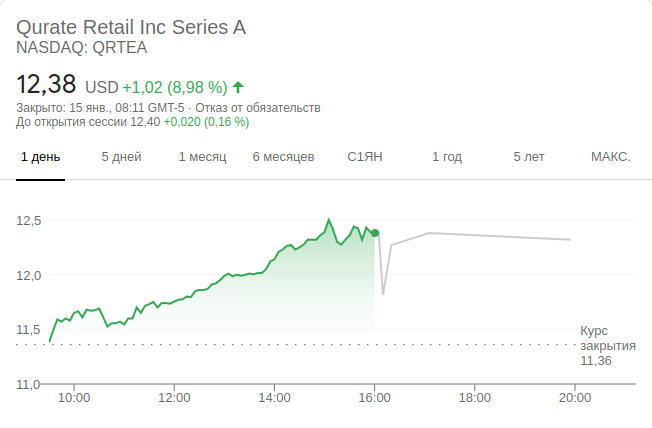 Qurate Retail Inc Series A
NASDAQ: QRTEA
12,38 USD +1,02 (8,98 %) ↑
Закрыто: 15 янв., 08:11 GMT-5 · Отказ от обязательств
До открытия сессии 12,40 +0,020 (0,16 %)
1 день 5 дней 1 месяц 6 месяцев С1ЯН 1 год 5 лет МАКС.
12,5
12,0
11,5
Курс
закрытия
11,36
11,0
10:00 12:00 14:00 16:00 18:00 20:00